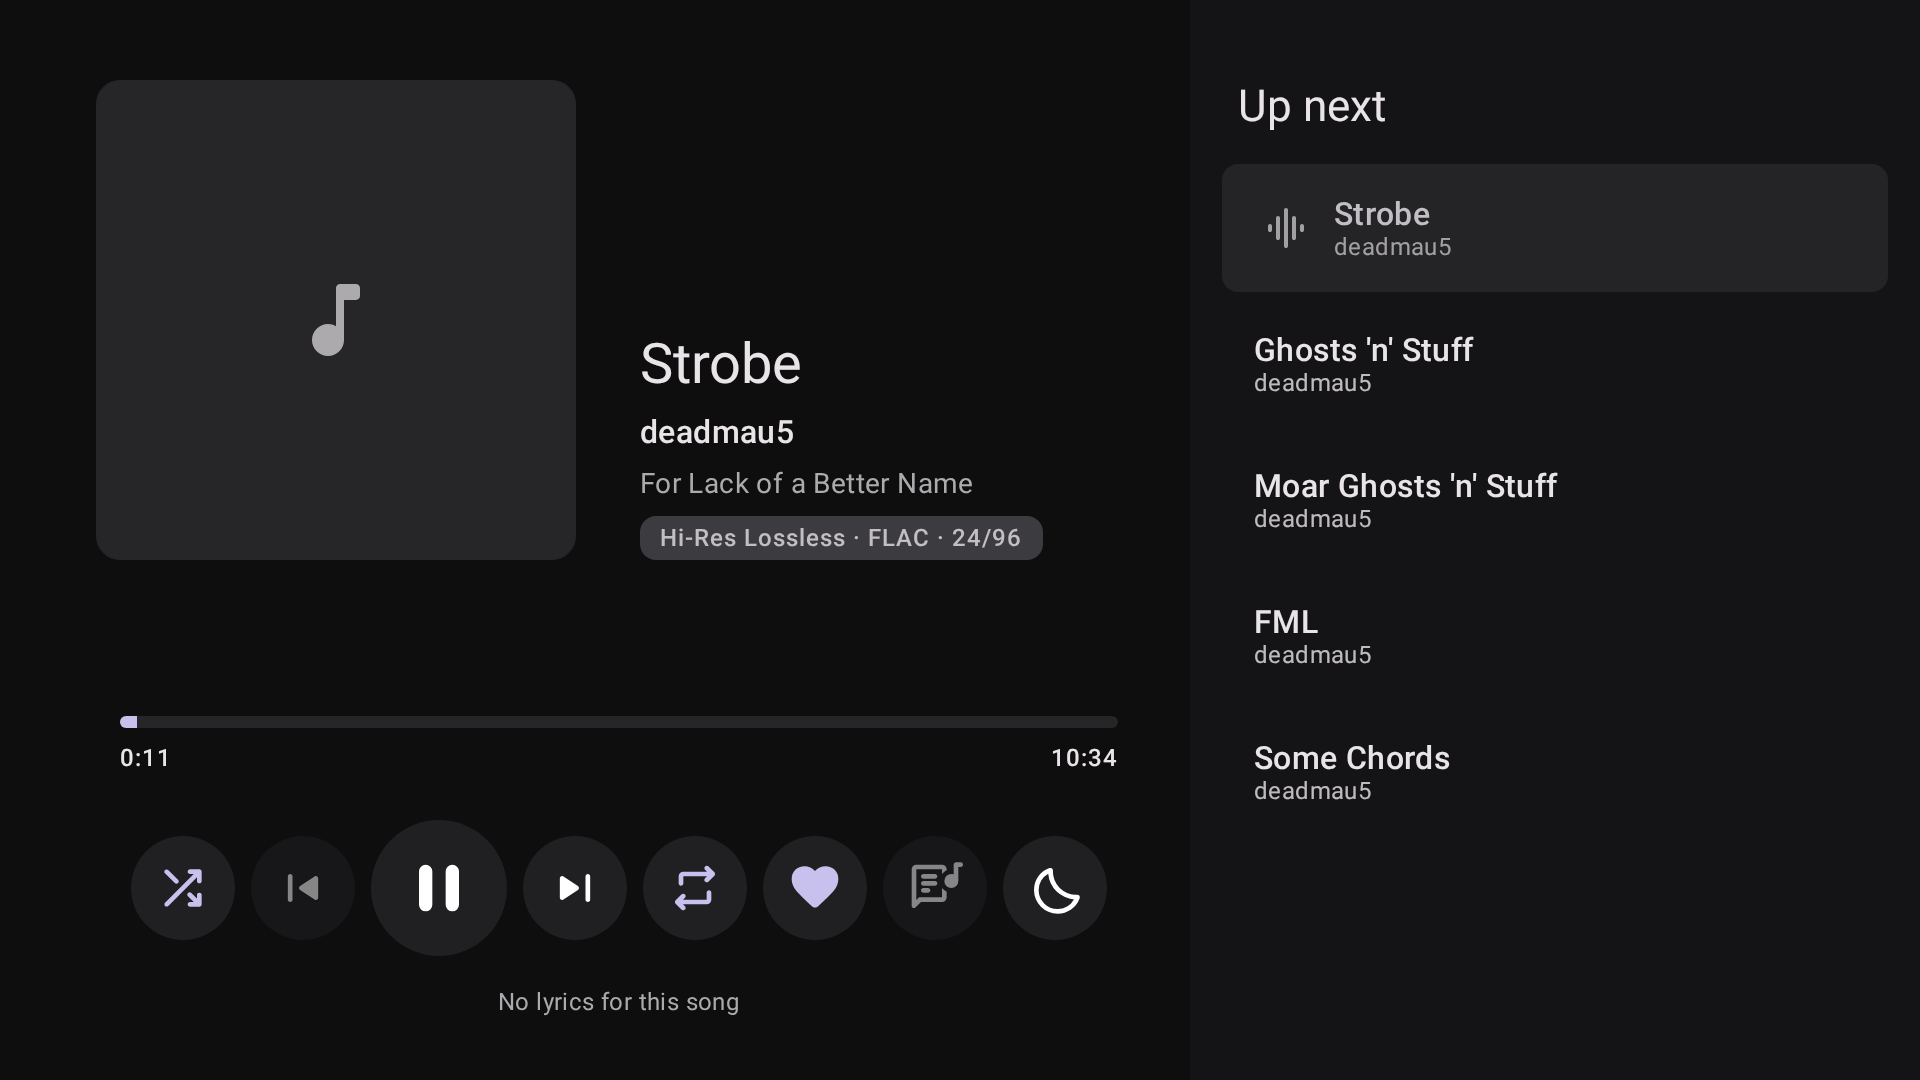 Strobe
deadmau5
For Lack of a Better Name
Hi-Res Lossless · FLAC · 24/96
0:11
10:34
No lyrics for this song
Up next
Strobe
deadmau5
Ghosts 'n' Stuff
deadmau5
Moar Ghosts 'n' Stuff
deadmau5
FML
deadmau5
Some Chords
deadmau5